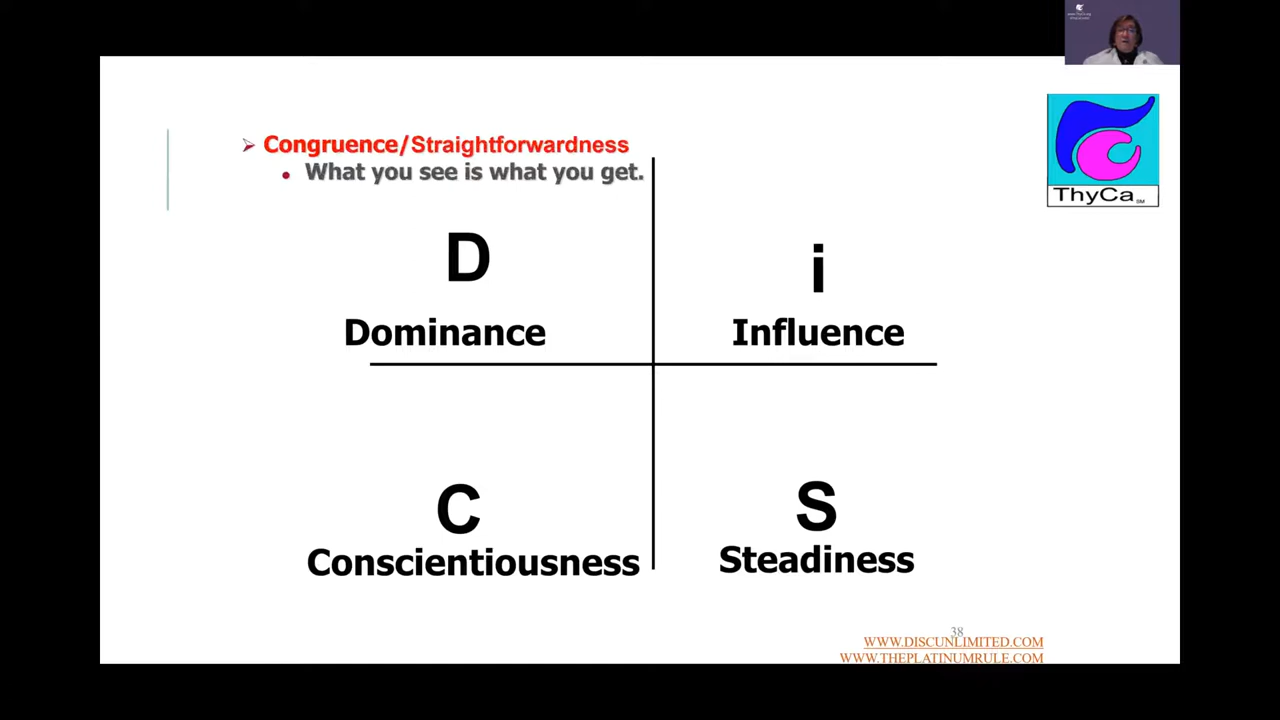 Congruence/Straightforwardness
What you see is what you get.
ThyCa SM
D
i
Dominance
Influence
C
S
Conscientiousness
Steadiness
38
WWW.DISCUNLIMITED.COM
WWW.THEPLATINUMRULE.COM